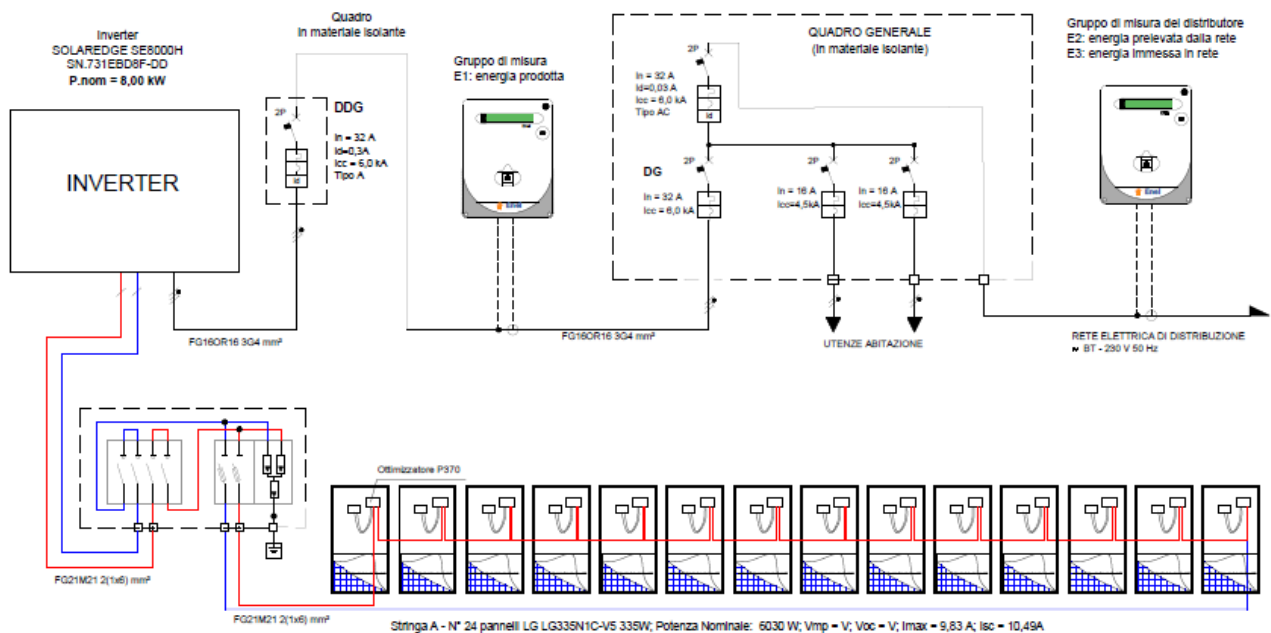 Inverter
SOLAREDGE SE8000H
SN.731EBD8F-DD
P.nom = 8,00 kW
INVERTER
Quadro
in materiale isolante
2P
DDG
In = 32 A
Id=0,3A
Icc = 6,0 kA
Tipo A
Id
Gruppo di misura
E1: energia prodotta
Enel
QUADRO GENERALE
(in materiale isolante)
2P
In = 32 A
Id=0,03 A
Icc = 6,0 kA
Tipo AC
Id
2P
DG
In = 32 A
Icc = 6,0 kA
2P
In = 16 A
Icc=4,5kA
2P
In = 16 A
Icc=4,5kA
Gruppo di misura del distributore
E2: energia prelevata dalla rete
E3: energia immessa in rete
Enel
FG16OR16 3G4 mm²
FG16OR16 3G4 mm²
UTENZE ABITAZIONE
RETE ELETTRICA DI DISTRIBUZIONE
~ BT - 230 V 50 Hz
Ottimizzatore P370
FG21M21 2(1x6) mm²
FG21M21 2(1x6) mm²
Stringa A - N° 24 pannelli LG LG335N1C-V5 335W; Potenza Nominale: 6030 W; Vmp = V; Voc = V; Imax = 9,83 A; Isc = 10,49A